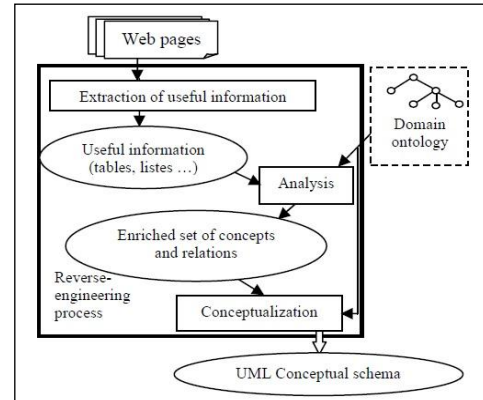 Web pages
Extraction of useful information
Domain
ontology
Useful information
(tables, listes …)
Analysis
Enriched set of concepts
and relations
Reverse-
engineering
process
Conceptualization
UML Conceptual schema